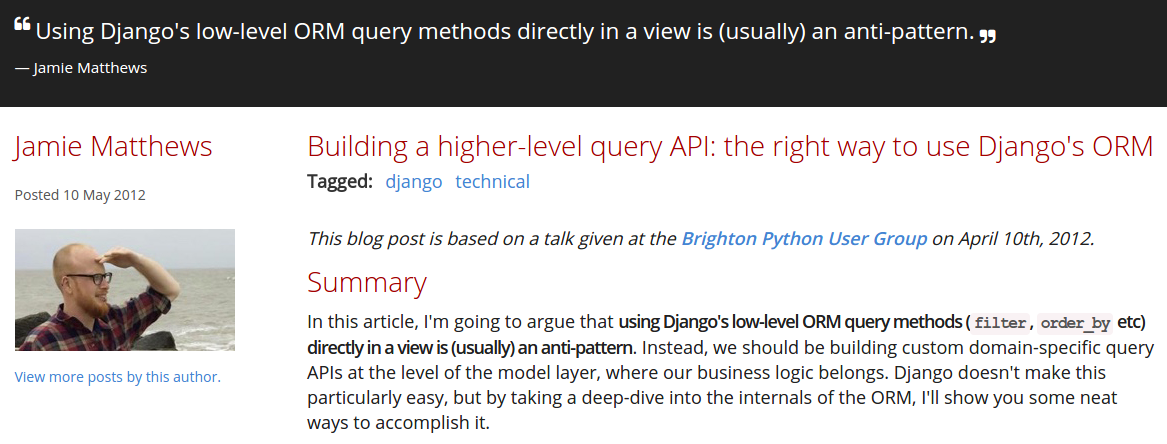 ❝ Using Django's low-level ORM query methods directly in a view is (usually) an anti-pattern. ❞
— Jamie Matthews
Jamie Matthews
Posted 10 May 2012
View more posts by this author.
Building a higher-level query API: the right way to use Django's ORM
Tagged: django technical
This blog post is based on a talk given at the Brighton Python User Group on April 10th, 2012.
Summary
In this article, I'm going to argue that using Django's low-level ORM query methods ( filter , order_by etc)
directly in a view is (usually) an anti-pattern. Instead, we should be building custom domain-specific query
APIs at the level of the model layer, where our business logic belongs. Django doesn't make this
particularly easy, but by taking a deep-dive into the internals of the ORM, I'll show you some neat
ways to accomplish it.